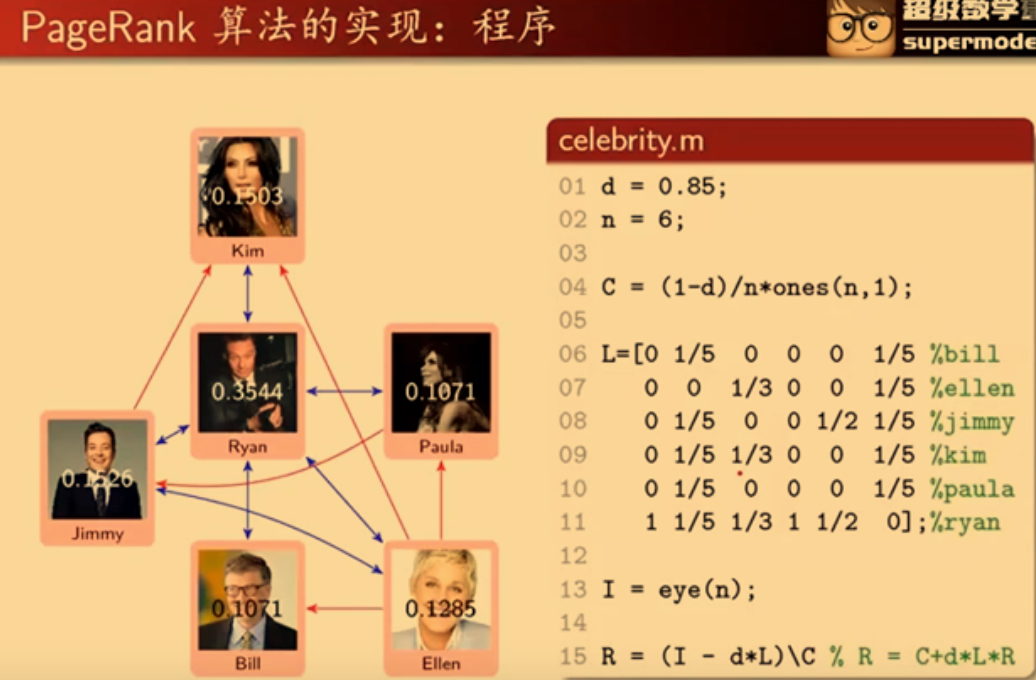 PageRank 算法的实现：程序
超级数学
supermode
0.1503
Kim
0.3544
Ryan
0.1071
Paula
0.1526
Jimmy
0.1071
Bill
0.1285
Ellen
celebrity.m
01 d = 0.85;
02 n = 6;
03
04 C = (1-d)/n*ones(n,1);
05
06 L=[0 1/5 0 0 0 1/5 %bill
07 0 0 1/3 0 0 1/5 %ellen
08 0 1/5 0 0 1/2 1/5 %jimmy
09 0 1/5 1/3 0 0 1/5 %kim
10 0 1/5 0 0 0 1/5 %paula
11 1 1/5 1/3 1 1/2 0];%ryan
12
13 I = eye(n);
14
15 R = (I - d*L)\C % R = C+d*L*R